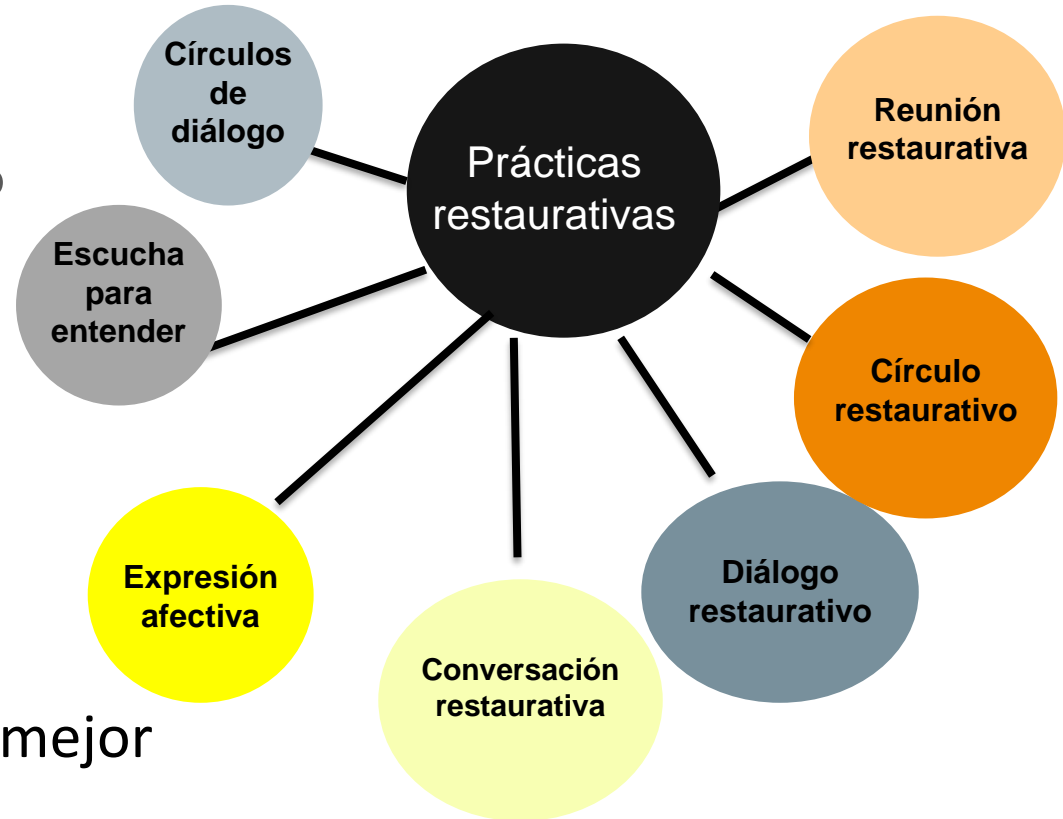 Círculos
de
diálogo
Prácticas
restaurativas
Reunión
restaurativa
Escucha
para
entender
Círculo
restaurativo
Expresión
afectiva
Diálogo
restaurativo
Conversación
restaurativa
mejor